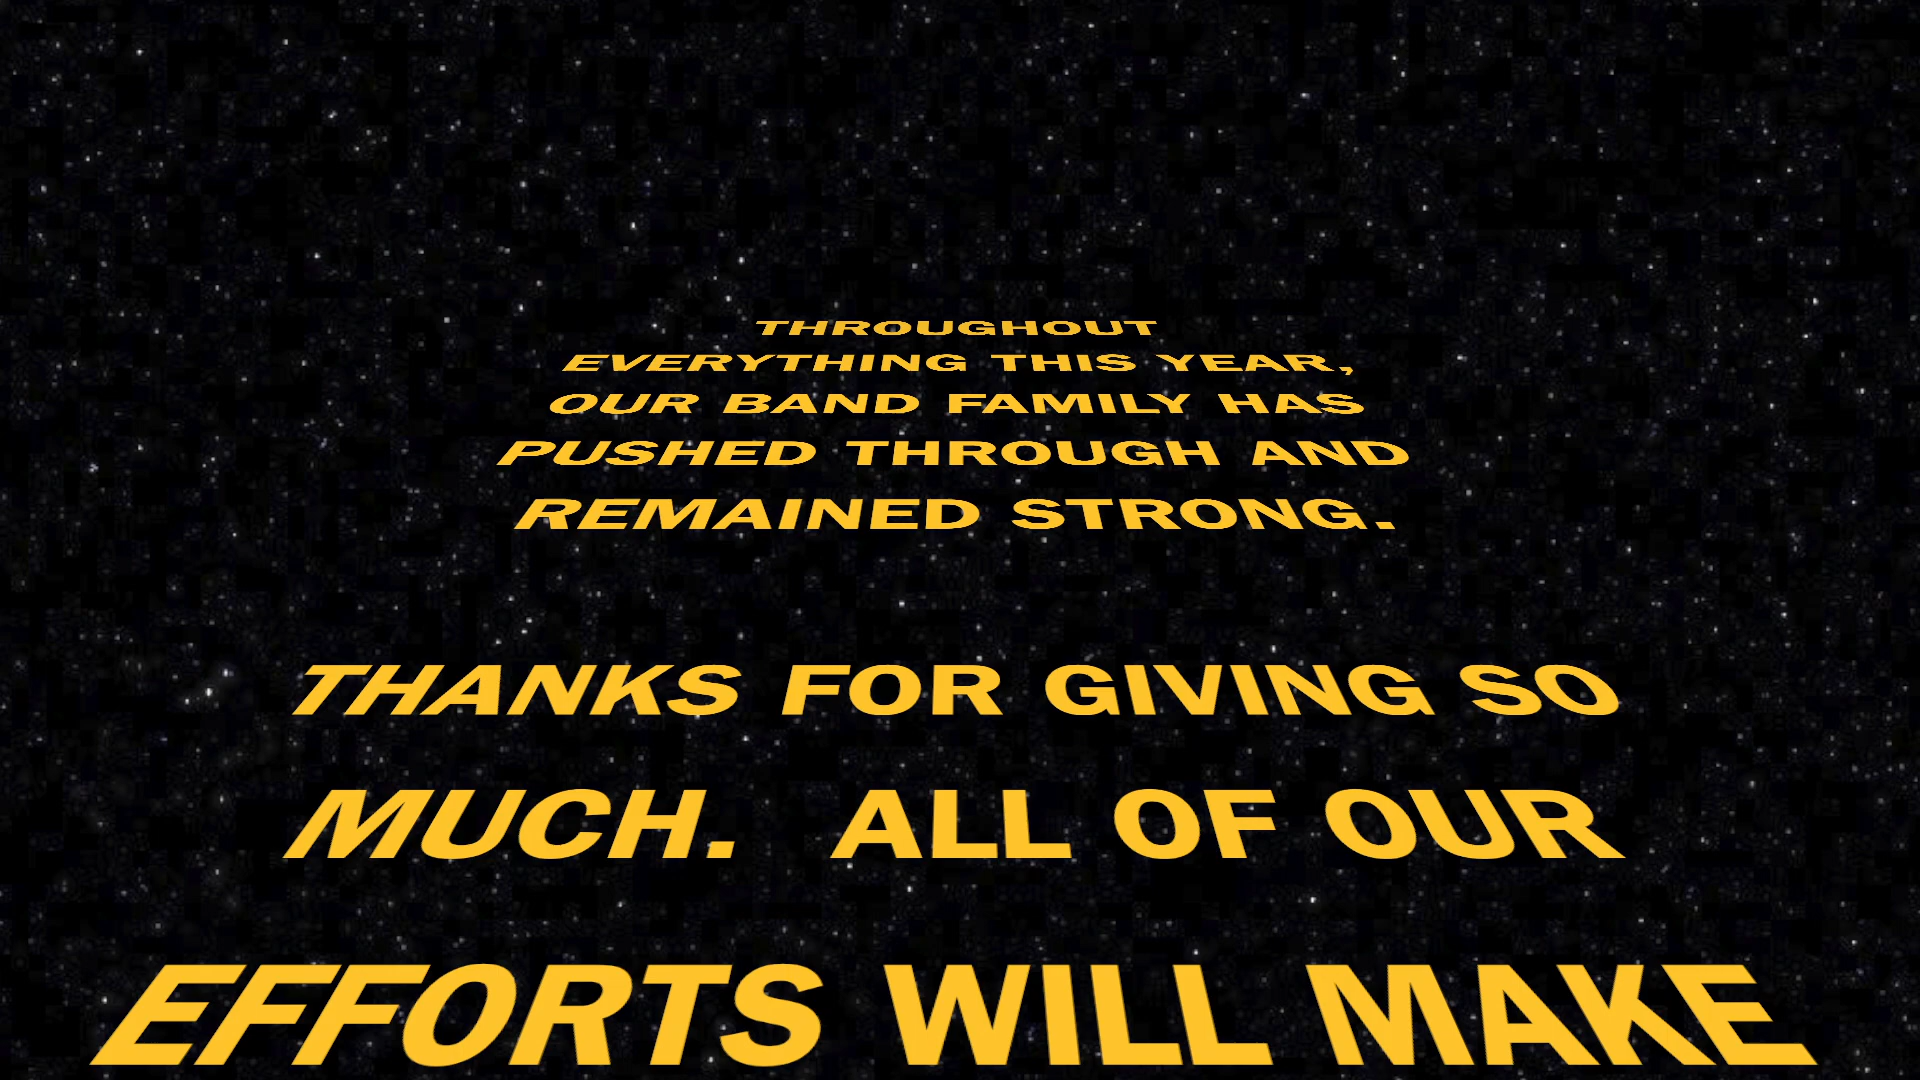 THROUGHOUT
EVERYTHING THIS YEAR,
OUR BAND FAMILY HAS
PUSHED THROUGH AND
REMAINED STRONG.
THANKS FOR GIVING SO
MUCH.  ALL OF OUR
EFFORTS WILL MAKE